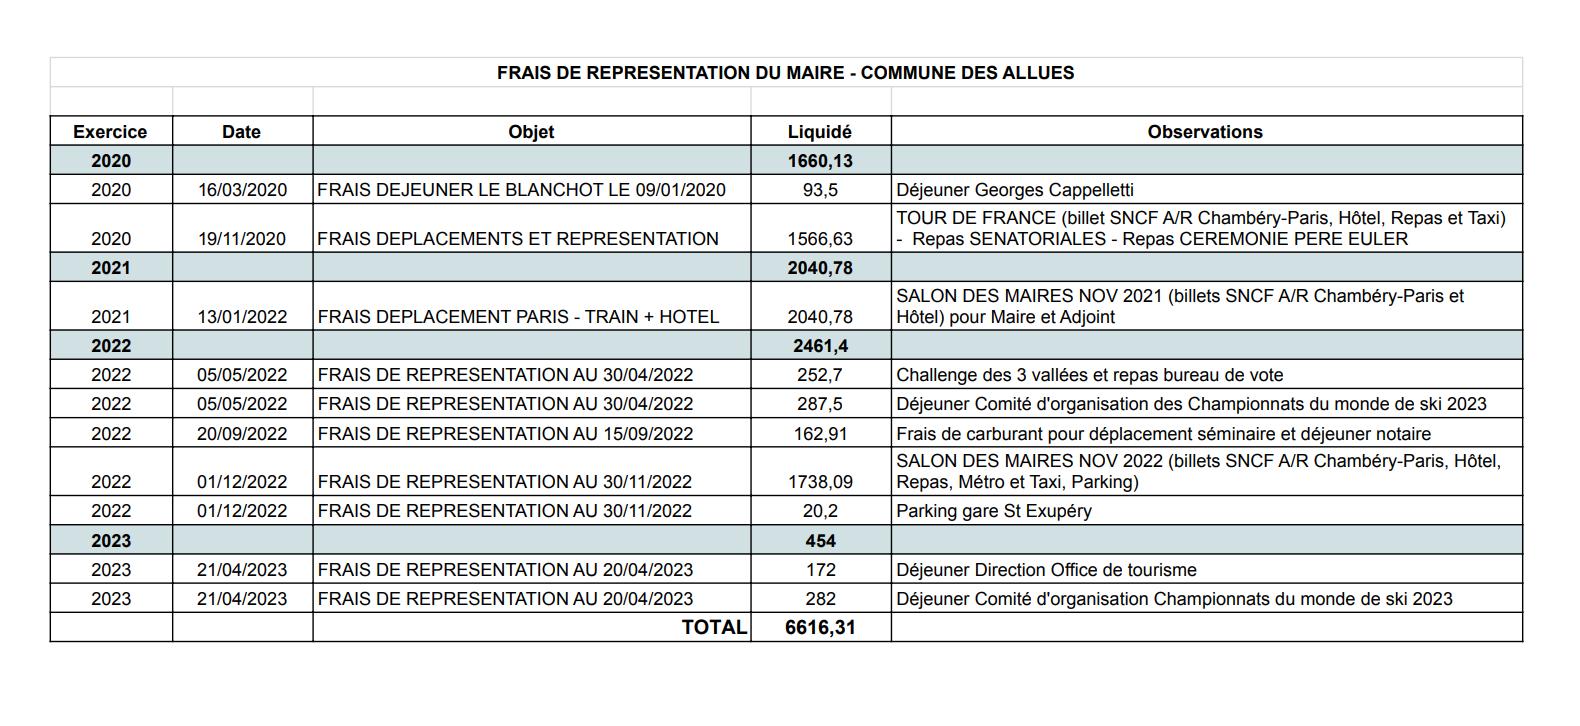 FRAIS DE REPRESENTATION DU MAIRE - COMMUNE DES ALLUES
Exercice Date Objet Liquidé Observations
2020 1660,13
2020 16/03/2020 FRAIS DEJEUNER LE BLANCHOT LE 09/01/2020 93,5 Déjeuner Georges Cappelletti
TOUR DE FRANCE (billet SNCF A/R Chambéry-Paris, Hôtel, Repas et Taxi)
2020 19/11/2020 FRAIS DEPLACEMENTS ET REPRESENTATION 1566,63 - Repas SENATORIALES - Repas CEREMONIE PERE EULER
2021 2040,78
SALON DES MAIRES NOV 2021 (billets SNCF A/R Chambéry-Paris et
2021 13/01/2022 FRAIS DEPLACEMENT PARIS - TRAIN + HOTEL 2040,78 Hôtel) pour Maire et Adjoint
2022 2461,4
2022 05/05/2022 FRAIS DE REPRESENTATION AU 30/04/2022 252,7 Challenge des 3 vallées et repas bureau de vote
2022 05/05/2022 FRAIS DE REPRESENTATION AU 30/04/2022 287,5 Déjeuner Comité d'organisation des Championnats du monde de ski 2023
2022 20/09/2022 FRAIS DE REPRESENTATION AU 15/09/2022 162,91 Frais de carburant pour déplacement séminaire et déjeuner notaire
SALON DES MAIRES NOV 2022 (billets SNCF A/R Chambéry-Paris, Hôtel,
2022 01/12/2022 FRAIS DE REPRESENTATION AU 30/11/2022 1738,09 Repas, Métro et Taxi, Parking)
2022 01/12/2022 FRAIS DE REPRESENTATION AU 30/11/2022 20,2 Parking gare St Exupéry
2023 454
2023 21/04/2023 FRAIS DE REPRESENTATION AU 20/04/2023 172 Déjeuner Direction Office de tourisme
2023 21/04/2023 FRAIS DE REPRESENTATION AU 20/04/2023 282 Déjeuner Comité d'organisation Championnats du monde de ski 2023
TOTAL 6616,31